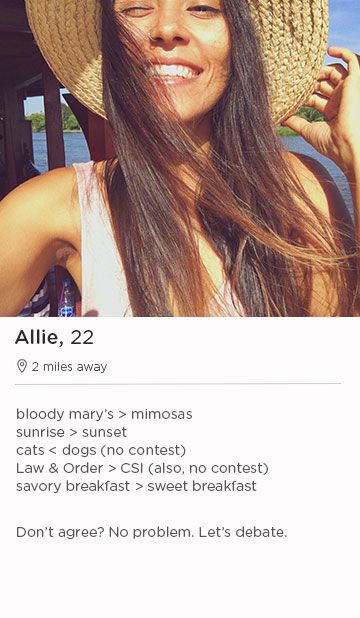 Allie, 22
2 miles away
bloody mary's > mimosas
sunrise > sunset
cats < dogs (no contest)
Law & Order > CSI (also, no contest)
savory breakfast > sweet breakfast
Don't agree? No problem. Let's debate.